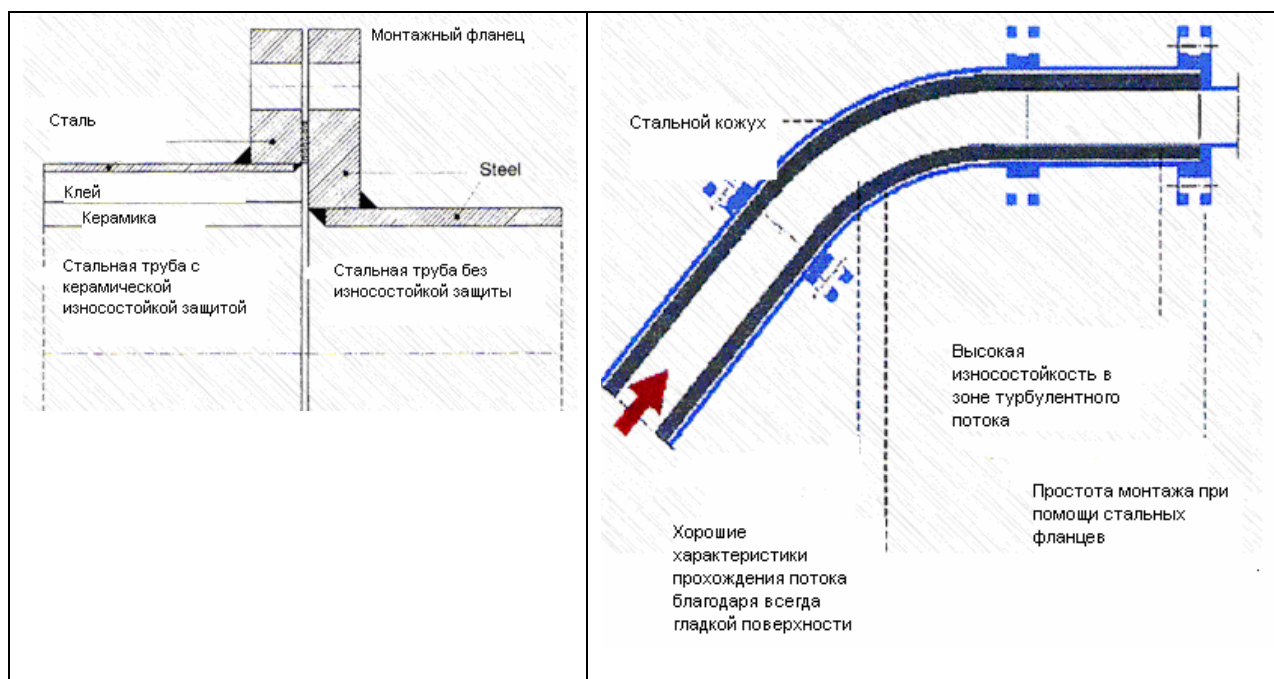 Монтажный фланец
Сталь
Steel
Клей
Керамика
Стальная труба с
керамической
износостойкой защитой
Стальная труба без
износостойкой защиты
Стальной кожух
Высокая
износостойкость в
зоне турбулентного
потока
Простота монтажа при
помощи стальных
фланцев
Хорошие
характеристики
прохождения потока
благодаря всегда
гладкой поверхности